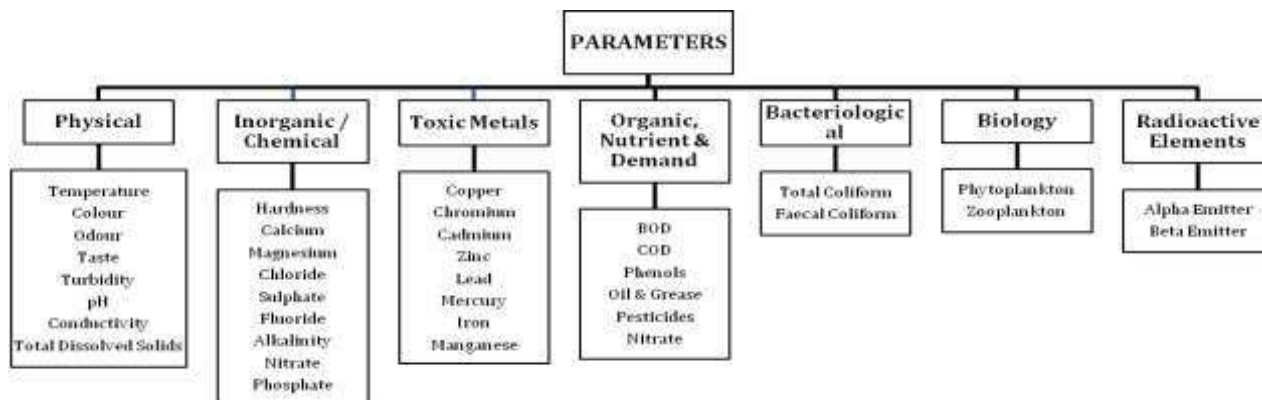 PARAMETERS
Physical
Temperature
Colour
Odour
Taste
Turbidity
pH
Conductivity
Total Dissolved Solids
Inorganic /
Chemical
Hardness
Calcium
Magnesium
Chloride
Sulphate
Fluoride
Alkalinity
Nitrate
Phosphate
Toxic Metals
Copper
Chromium
Cadmium
Zinc
Lead
Mercury
Iron
Manganese
Organic,
Nutrient &
Demand
BOD
COD
Phenols
Oil & Grease
Pesticides
Nitrate
Bacteriologic
al
Total Coliform
Faecal Coliform
Biology
Phytoplankton
Zooplankton
Radioactive
Elements
Alpha Emitter
Beta Emitter